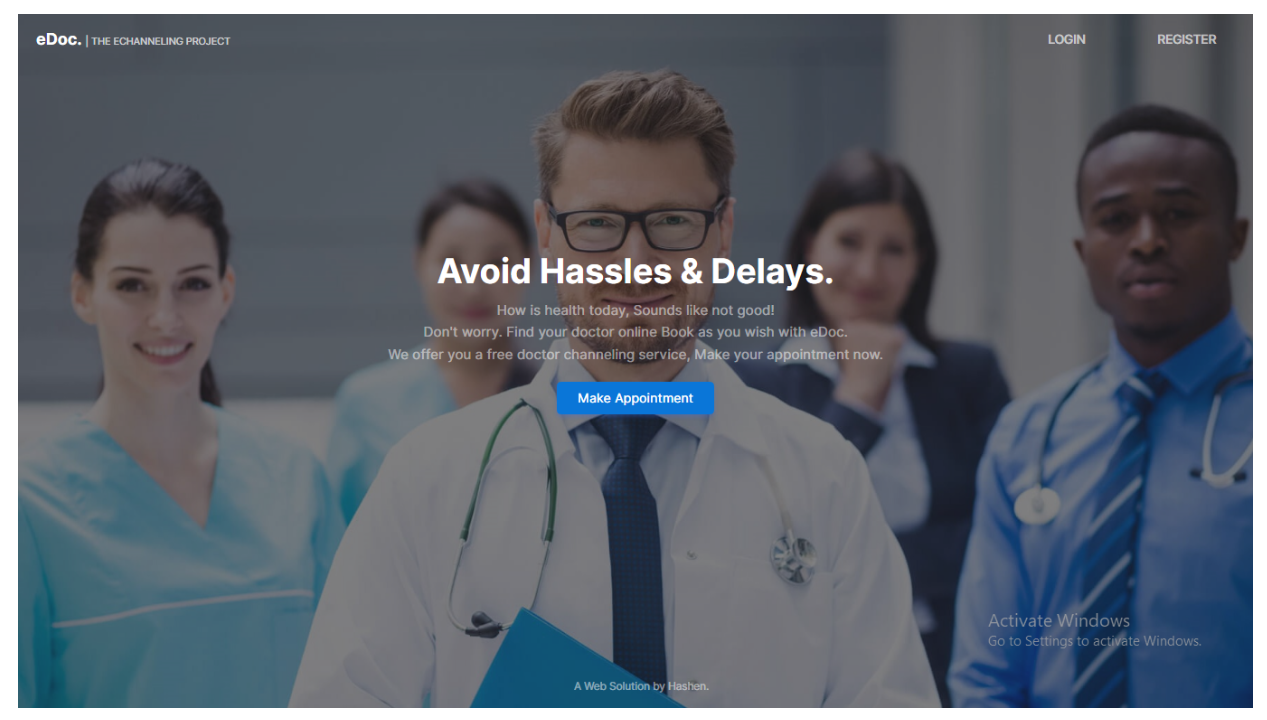 eDoc. | THE ECHANNELING PROJECT
LOGIN
REGISTER
Avoid Hassles & Delays.
How is health today, Sounds like not good!
Don't worry. Find your doctor online Book as you wish with eDoc.
We offer you a free doctor channeling service, Make your appointment now.
Make Appointment
Activate Windows
Go to Settings to activate Windows.
A Web Solution by Hashen.